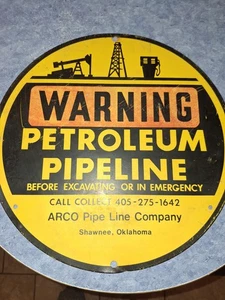 WARNING
PETROLEUM
PIPELINE
BEFORE EXCAVATING OR IN EMERGENCY
CALL COLLECT 405-275-1642
ARCO Pipe Line Company
Shawnee, Oklahoma